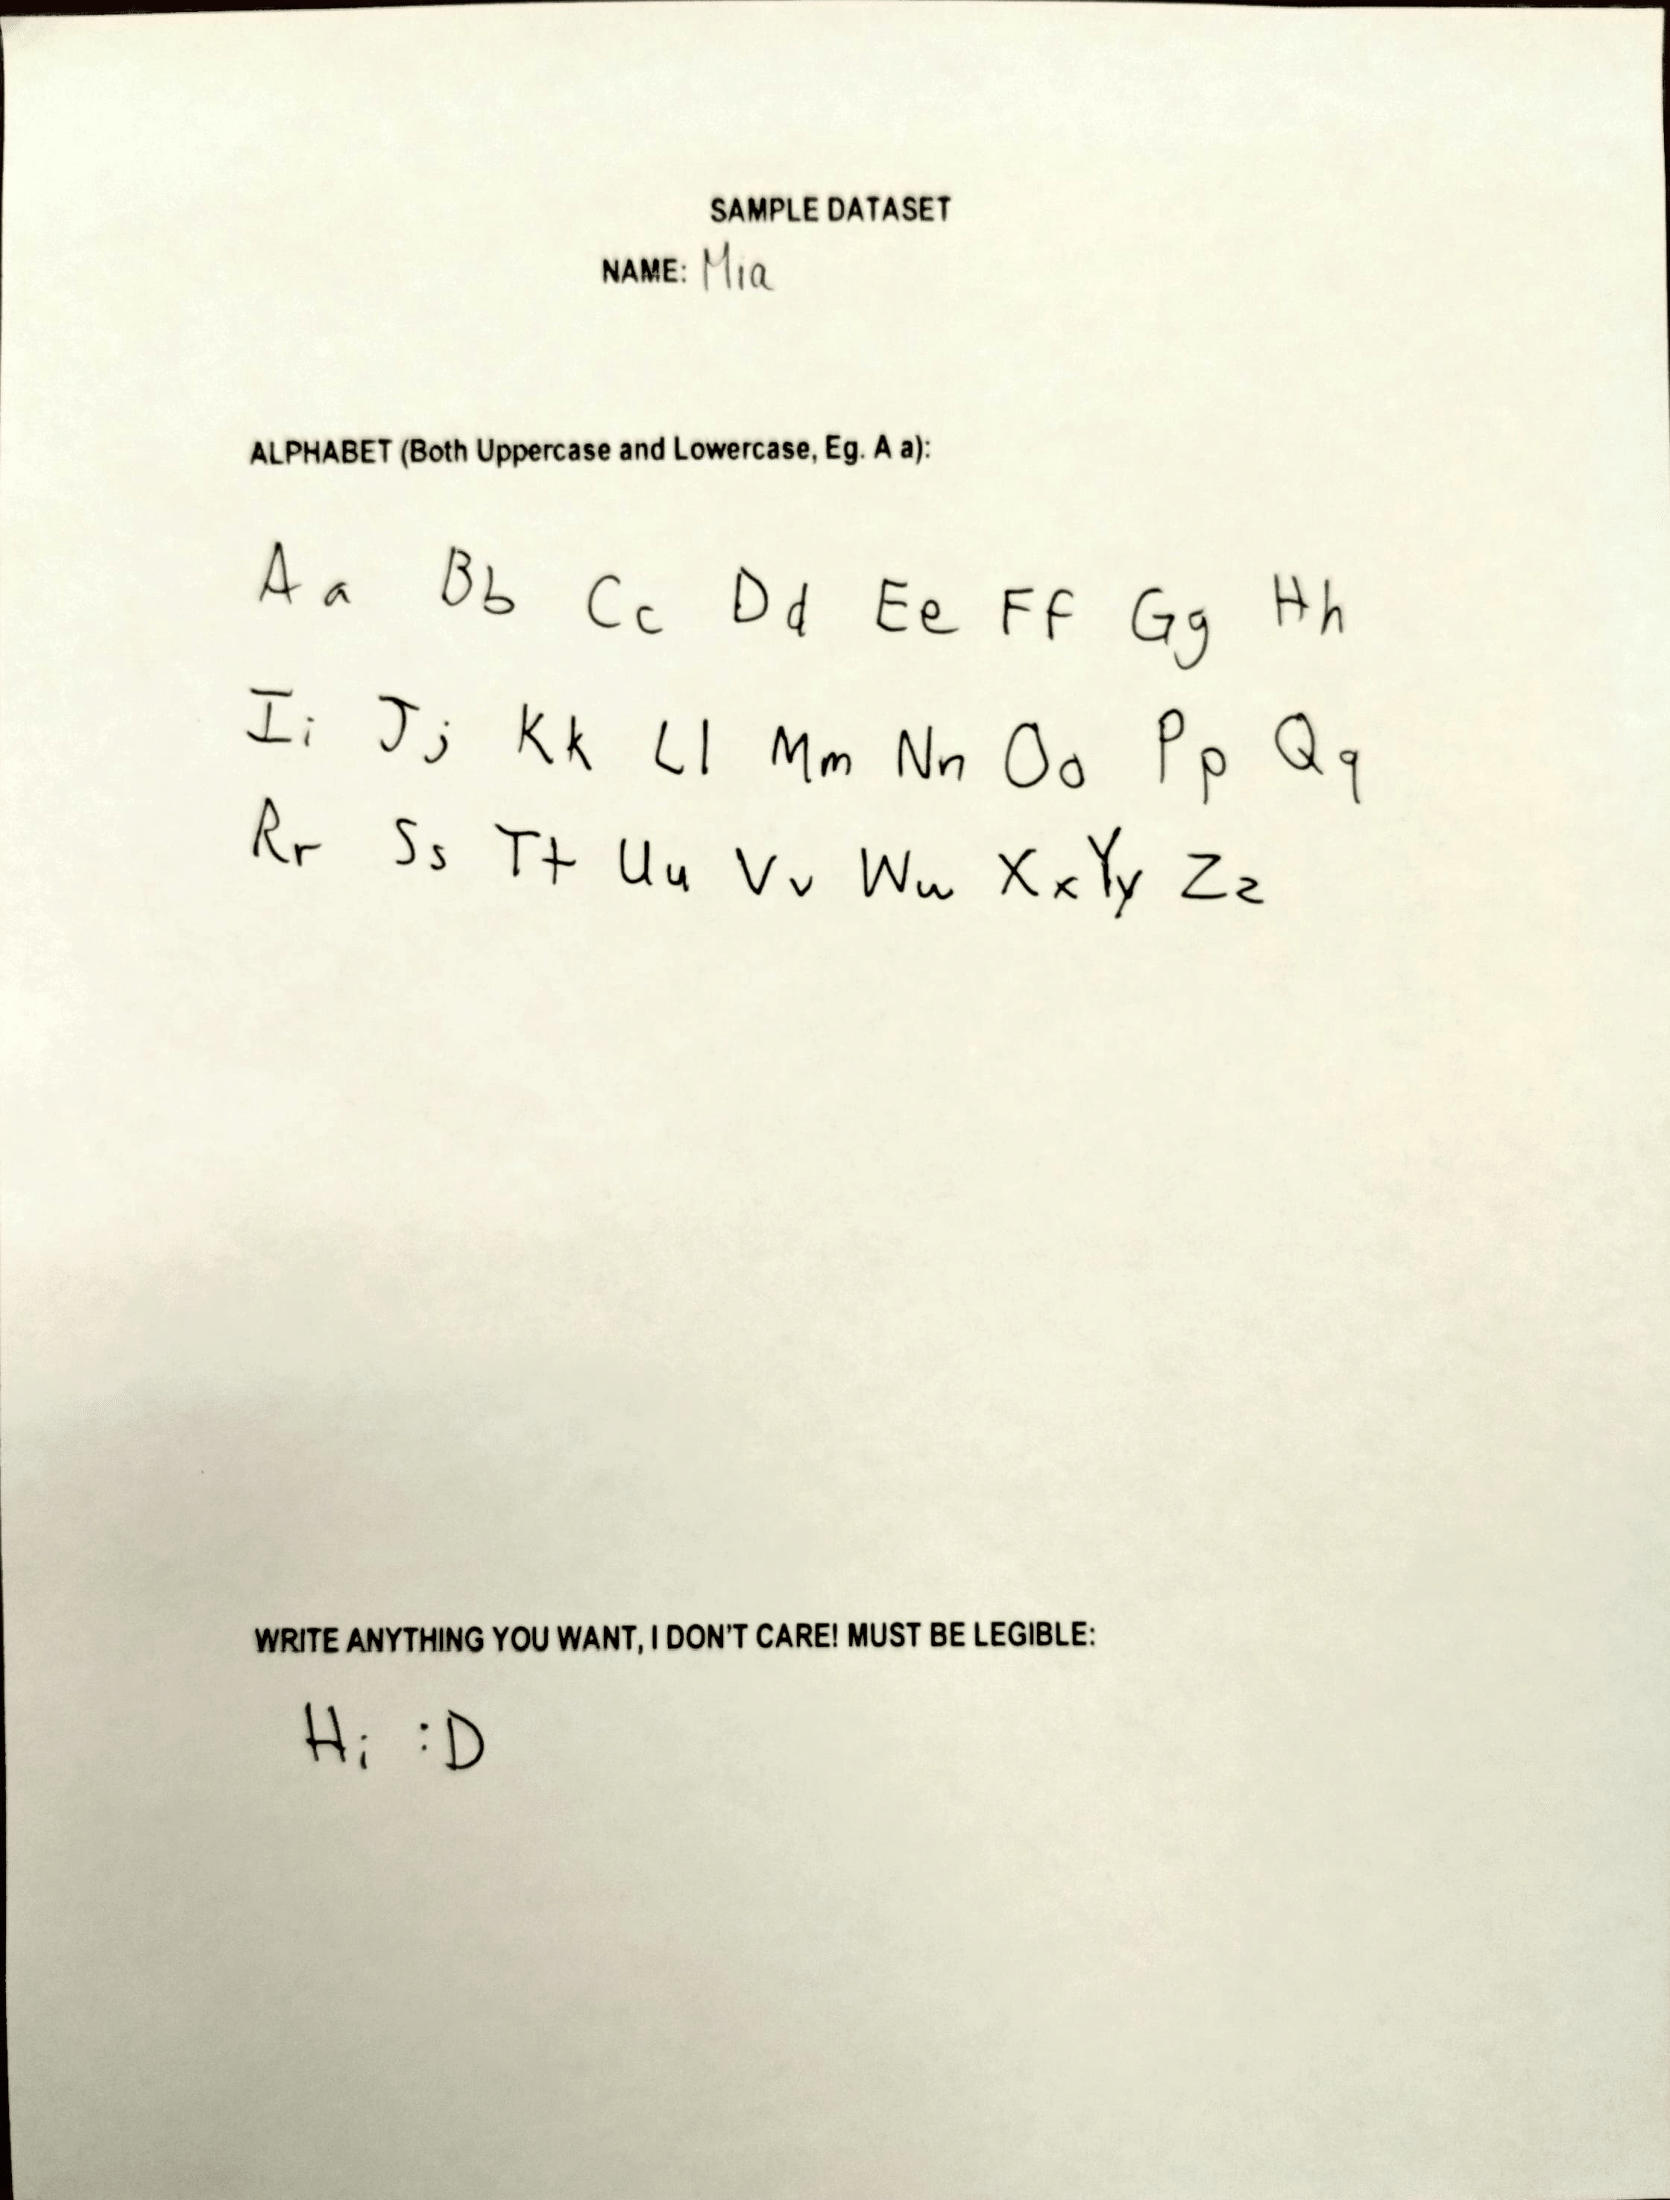 SAMPLE DATASET
NAME: Mia
ALPHABET (Both Uppercase and Lowercase, Eg. A a):
A a Bb Cc Dd Ee Ff Gg Hh
Ii Jj Kk Ll Mm Nn Oo Pp Qq
Rr Ss Tt Uu Vv Ww Xx Yy Zz
WRITE ANYTHING YOU WANT, I DON'T CARE! MUST BE LEGIBLE:
Hi :D